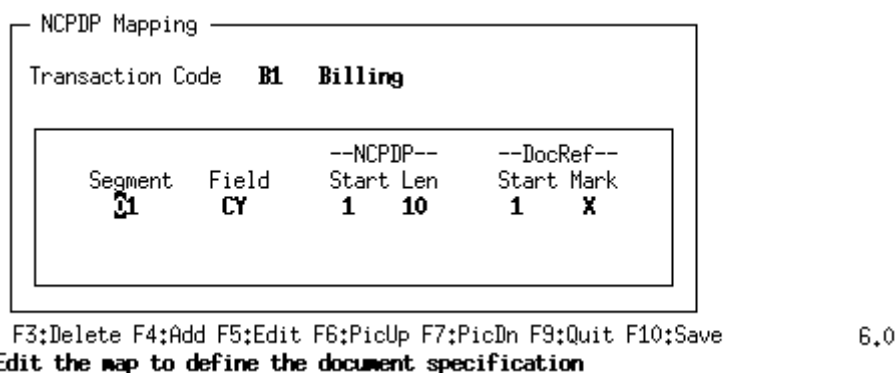 NCPDP Mapping
Transaction Code B1 Billing
--NCPDP-- --DocRef--
Segment Field Start Len Start Mark
01 CY 1 10 1 X
F3:Delete F4:Add F5:Edit F6:PicUp F7:PicDn F9:Quit F10:Save 6.0
Edit the map to define the document specification